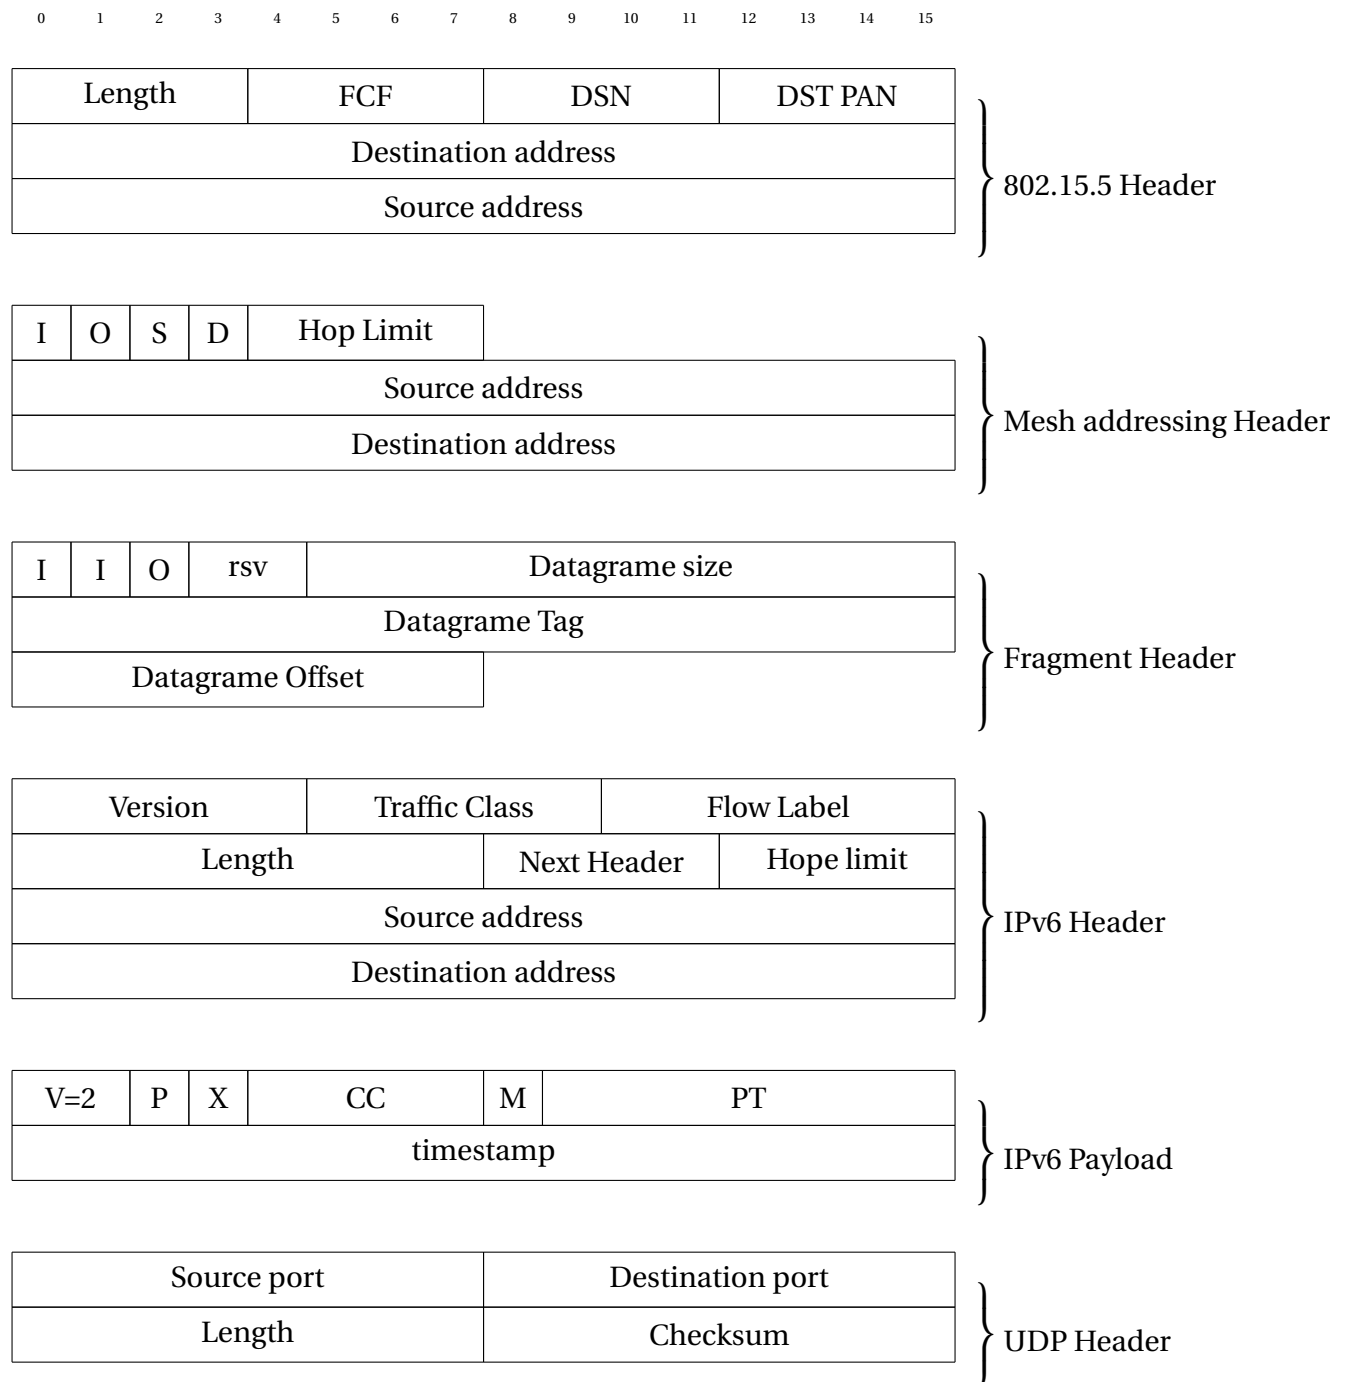 0 1 2 3 4 5 6 7 8 9 10 11 12 13 14 15
Length FCF DSN DST PAN
Destination address
Source address
802.15.5 Header
I O S D Hop Limit
Source address
Destination address
Mesh addressing Header
I I O rsv Datagrame size
Datagrame Tag
Datagrame Offset
Fragment Header
Version Traffic Class Flow Label
Length Next Header Hope limit
Source address
Destination address
IPv6 Header
V=2 P X CC M PT
timestamp
IPv6 Payload
Source port Destination port
Length Checksum
UDP Header